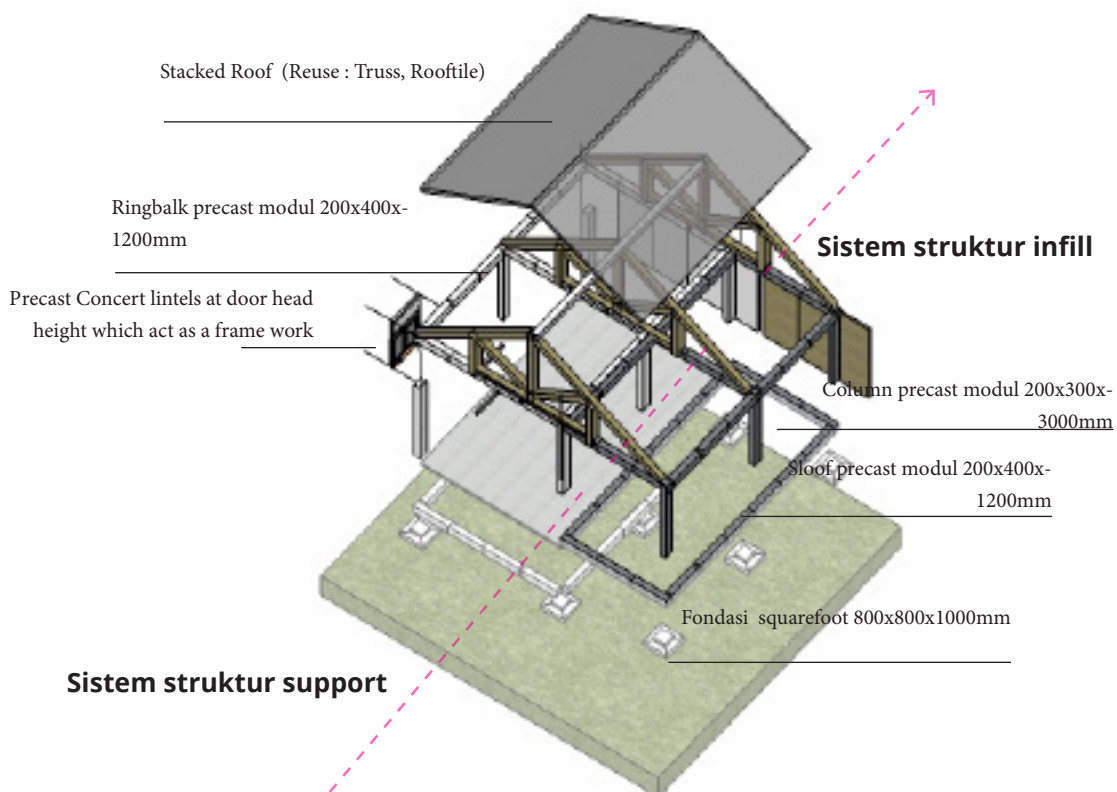 Stacked Roof (Reuse : Truss, Rooftile)
Ringbalk precast modul 200x400x-
1200mm
Sistem struktur infill
Precast Concert lintels at door head
height which act as a frame work
Column precast modul 200x300x-
3000mm
Sloof precast modul 200x400x-
1200mm
Fondasi squarefoot 800x800x1000mm
Sistem struktur support